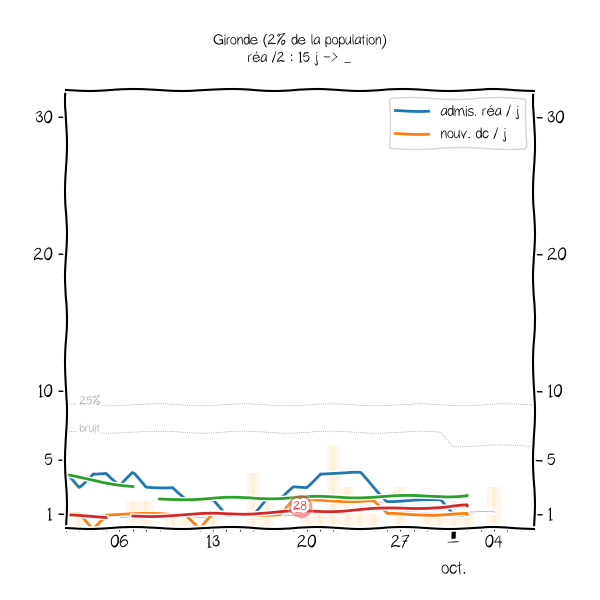 Gironde (2% de la population)
réa /2 : 15 j -> _
admis. réa / j
nouv. dc / j
30 30
20 20
10 10
25%
bruit
5 5
28
1 1
06 13 20 27 1 04
oct.